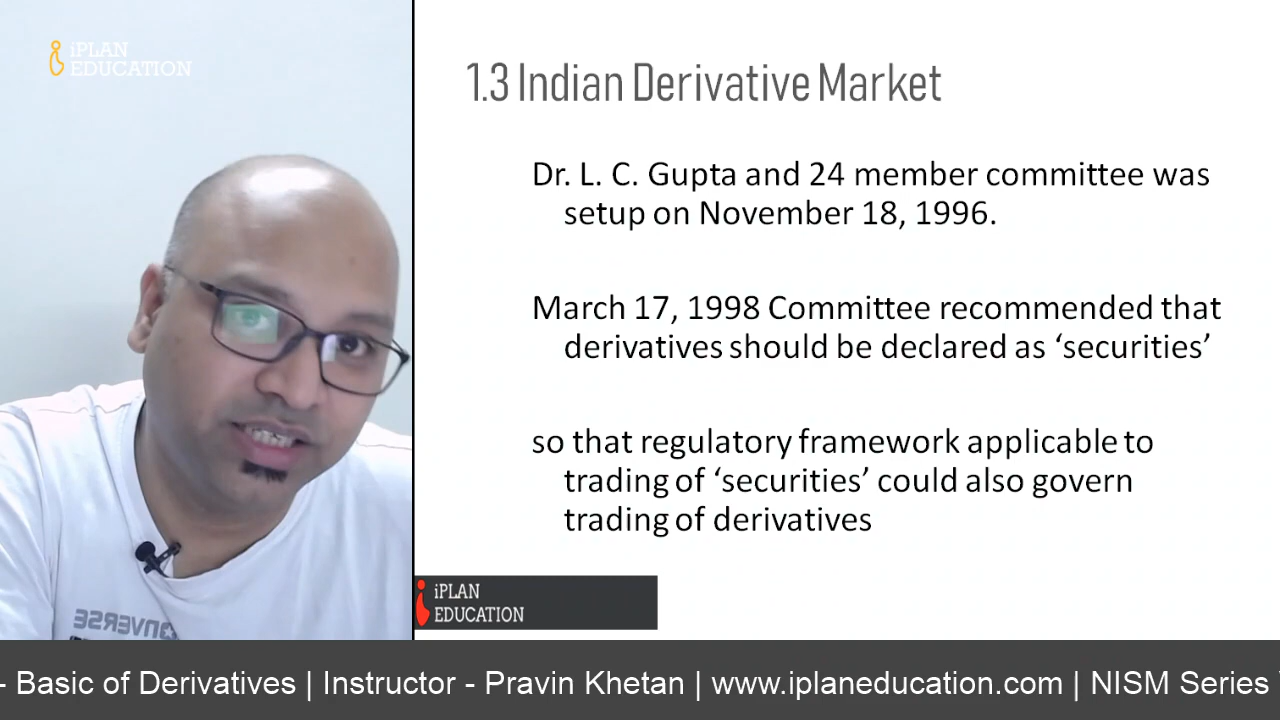 iPLAN
EDUCATION
1.3 Indian Derivative Market
Dr. L. C. Gupta and 24 member committee was
setup on November 18, 1996.
March 17, 1998 Committee recommended that
derivatives should be declared as ‘securities’
so that regulatory framework applicable to
trading of ‘securities’ could also govern
trading of derivatives
CONVERSE
iPLAN
EDUCATION
- Basic of Derivatives | Instructor - Pravin Khetan | www.iplaneducation.com | NISM Series